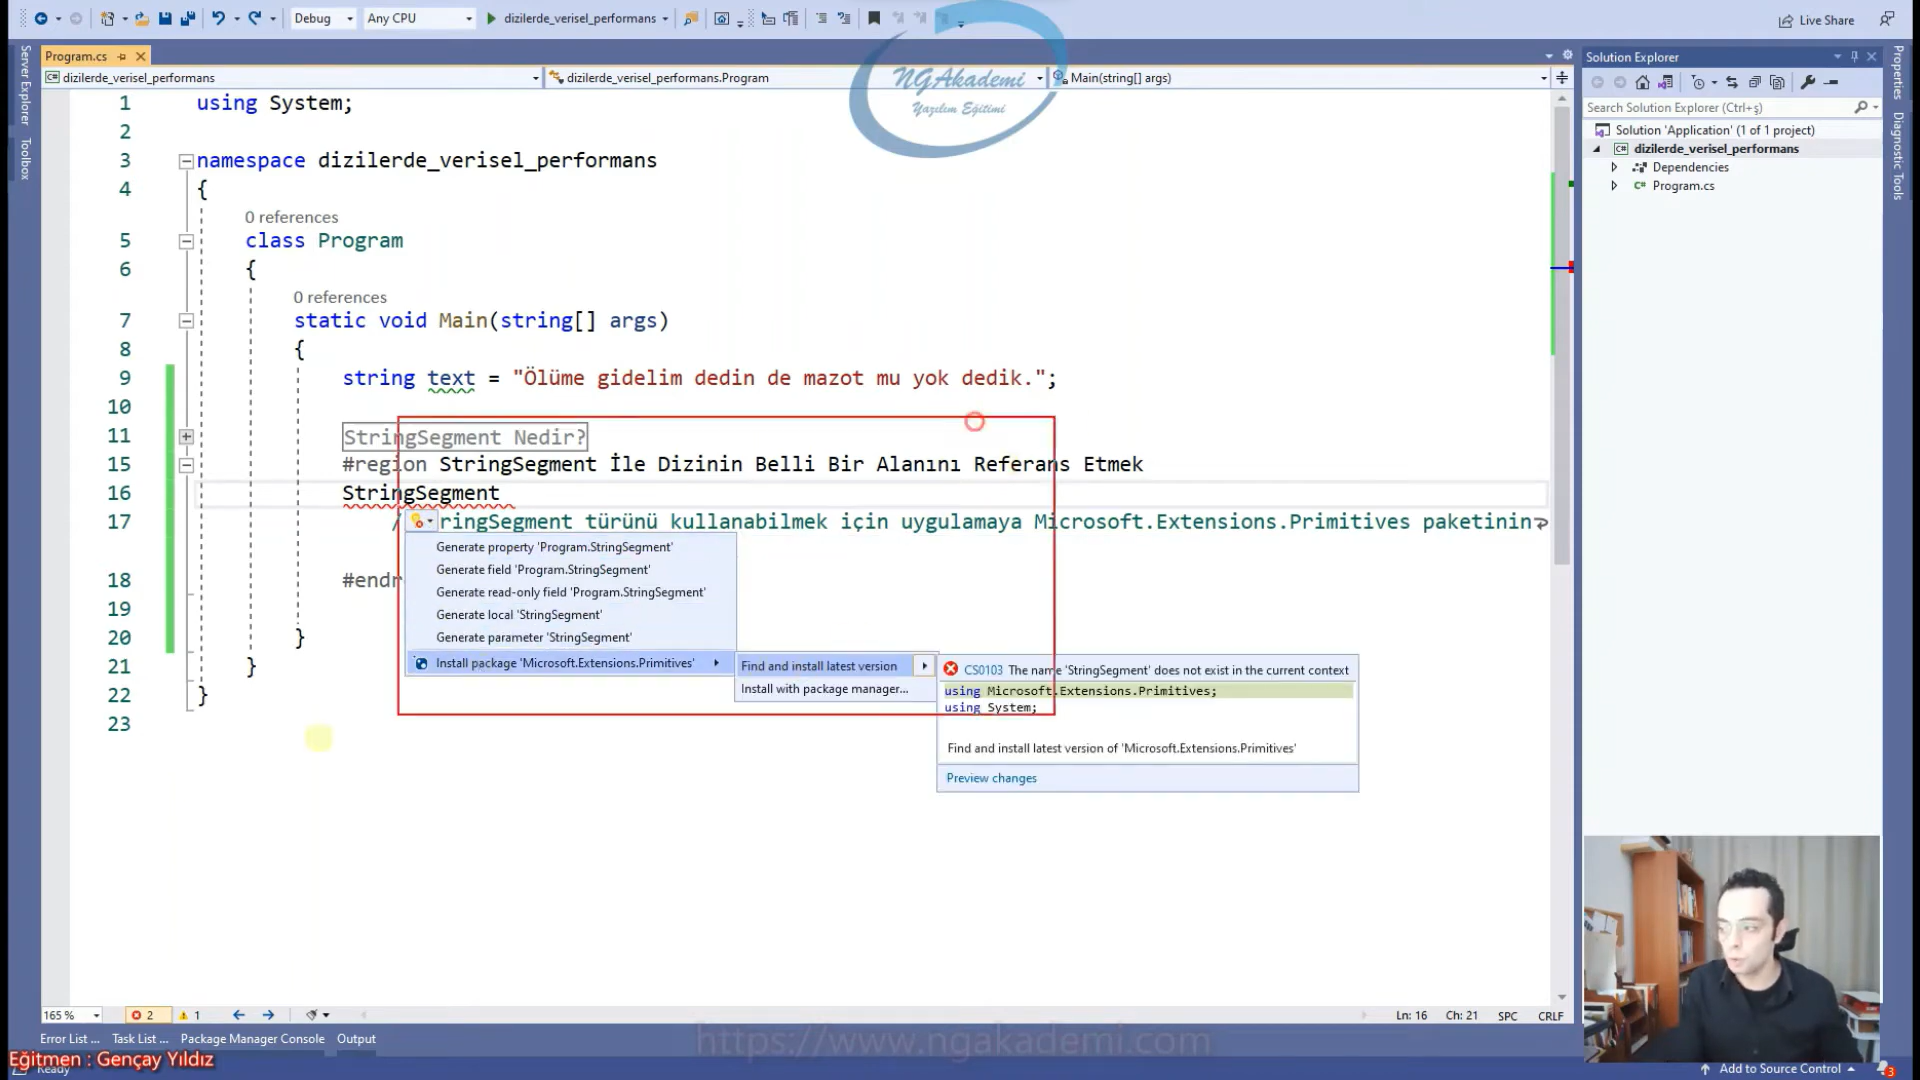 Debug
Any CPU
dizilerde_verisel_performans
Live Share
Program.cs
dizilerde_verisel_performans
dizilerde_verisel_performans.Program
Main(string[] args)
NGAkademi
Yazılım Eğitimi
Server Explorer
Toolbox
1 using System;
2
3 namespace dizilerde_verisel_performans
4 {
0 references
5 class Program
6 {
0 references
7 static void Main(string[] args)
8 {
9 string text = "Ölüme gidelim dedin de mazot mu yok dedik.";
10
11 StringSegment Nedir?
15 #region StringSegment İle Dizinin Belli Bir Alanını Referans Etmek
16 StringSegment
17 / ringSegment türünü kullanabilmek için uygulamaya Microsoft.Extensions.Primitives paketinin
Generate property 'Program.StringSegment'
Generate field 'Program.StringSegment'
18 #endr
Generate read-only field 'Program.StringSegment'
19
Generate local 'StringSegment'
20 }
Generate parameter 'StringSegment'
21 }
Install package 'Microsoft.Extensions.Primitives'
22 }
23
Find and install latest version
Install with package manager...
CS0103 The name 'StringSegment' does not exist in the current context
using Microsoft.Extensions.Primitives;
using System;
Find and install latest version of 'Microsoft.Extensions.Primitives'
Preview changes
Solution Explorer
Search Solution Explorer (Ctrl+ş)
Solution 'Application' (1 of 1 project)
dizilerde_verisel_performans
Dependencies
Program.cs
Properties
Diagnostic Tools
165 %
2
1
Ln: 16
Ch: 21
SPC
CRLF
Error List ...
Task List ...
Package Manager Console
Output
https://www.ngakademi.com
Eğitmen : Gençay Yıldız
Ready
Add to Source Control
3